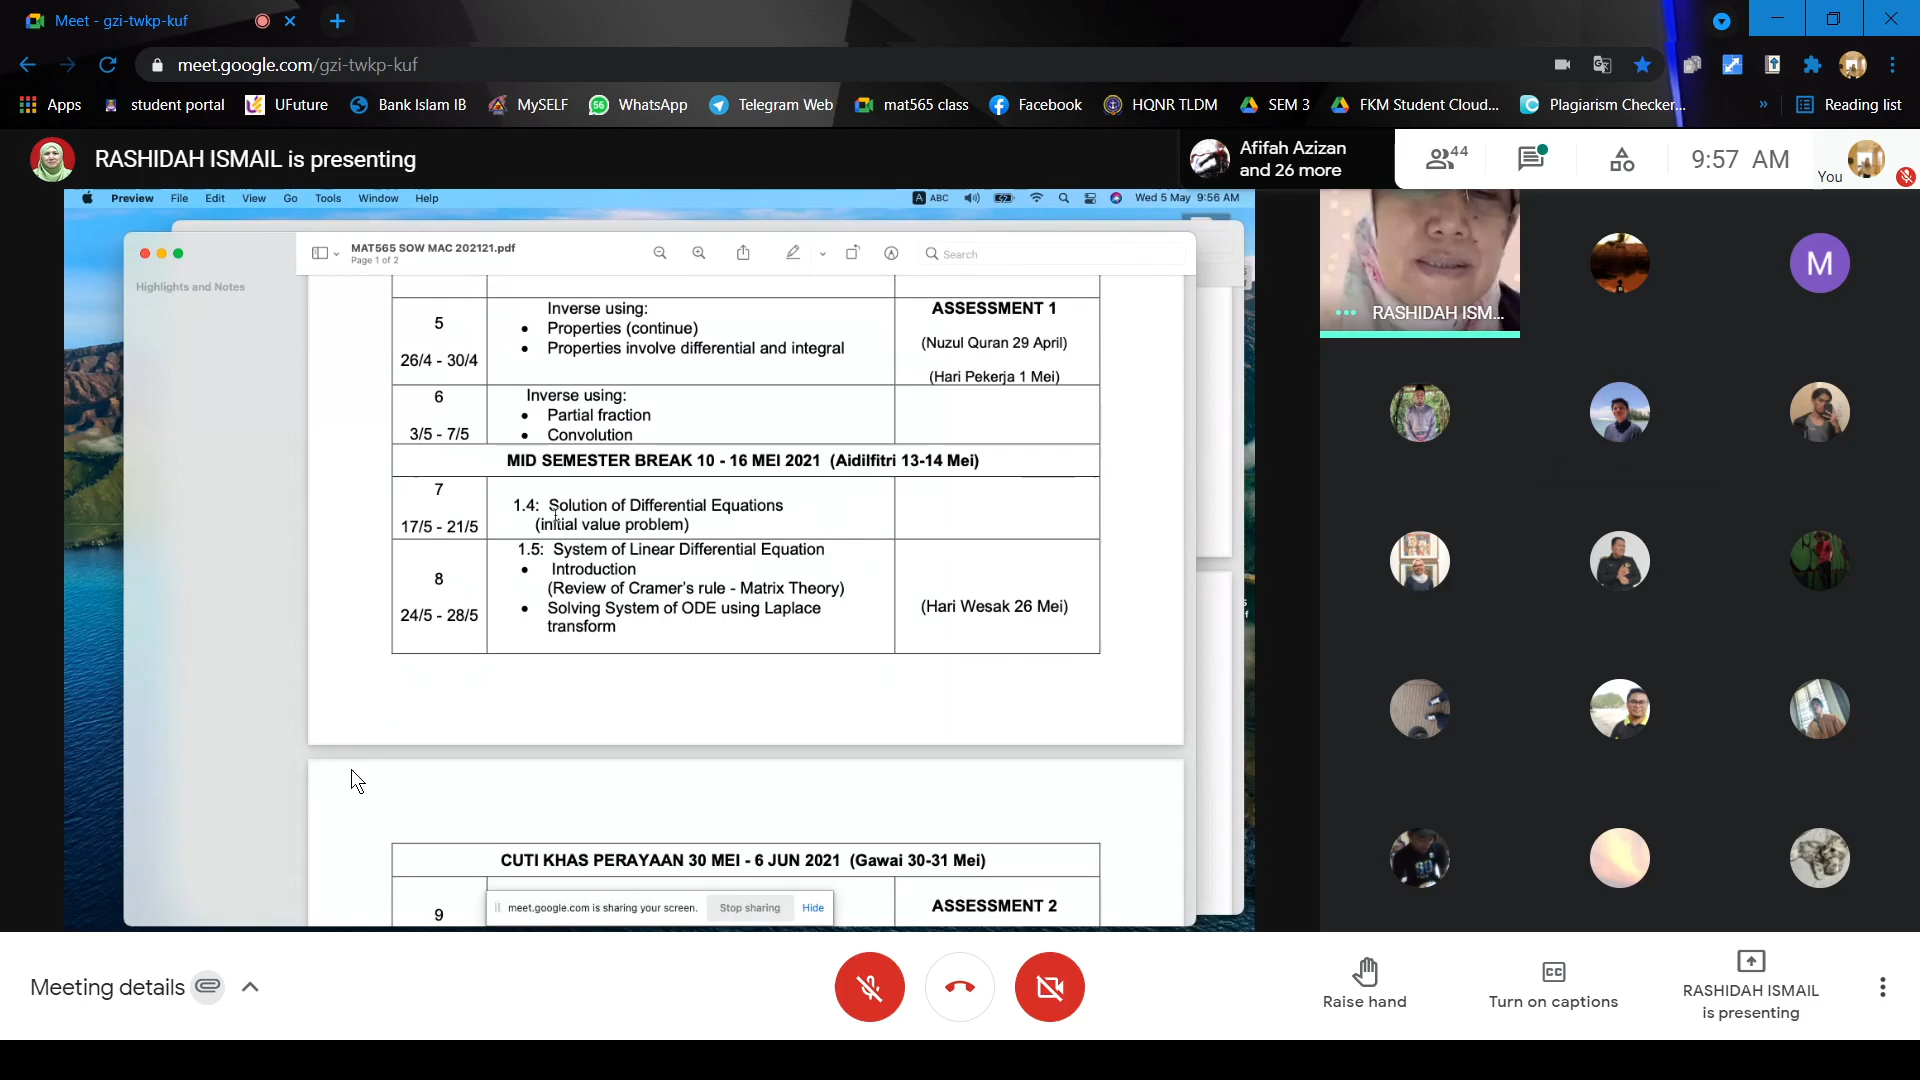 Meet - gzi-twkp-kuf
meet.google.com/gzi-twkp-kuf
Apps student portal UFuture Bank Islam IB MySELF 56 WhatsApp Telegram Web mat565 class Facebook HQNR TLDM SEM 3 FKM Student Cloud... Plagiarism Checker... » Reading list
RASHIDAH ISMAIL is presenting
Afifah Azizan
and 26 more
44
9:57 AM
You
Preview File Edit View Go Tools Window Help
A ABC Wed 5 May 9:56 AM
MAT565 SOW MAC 202121.pdf
Page 1 of 2
Search
Highlights and Notes
5
26/4 - 30/4
Inverse using:
• Properties (continue)
• Properties involve differential and integral
ASSESSMENT 1
(Nuzul Quran 29 April)
(Hari Pekerja 1 Mei)
6
3/5 - 7/5
Inverse using:
• Partial fraction
• Convolution
MID SEMESTER BREAK 10 - 16 MEI 2021 (Aidilfitri 13-14 Mei)
7
17/5 - 21/5
1.4: Solution of Differential Equations
(initial value problem)
8
24/5 - 28/5
1.5: System of Linear Differential Equation
• Introduction
(Review of Cramer's rule - Matrix Theory)
• Solving System of ODE using Laplace
transform
(Hari Wesak 26 Mei)
CUTI KHAS PERAYAAN 30 MEI - 6 JUN 2021 (Gawai 30-31 Mei)
9
ASSESSMENT 2
meet.google.com is sharing your screen. Stop sharing Hide
RASHIDAH ISM...
M
Meeting details
Raise hand
Turn on captions
RASHIDAH ISMAIL
is presenting